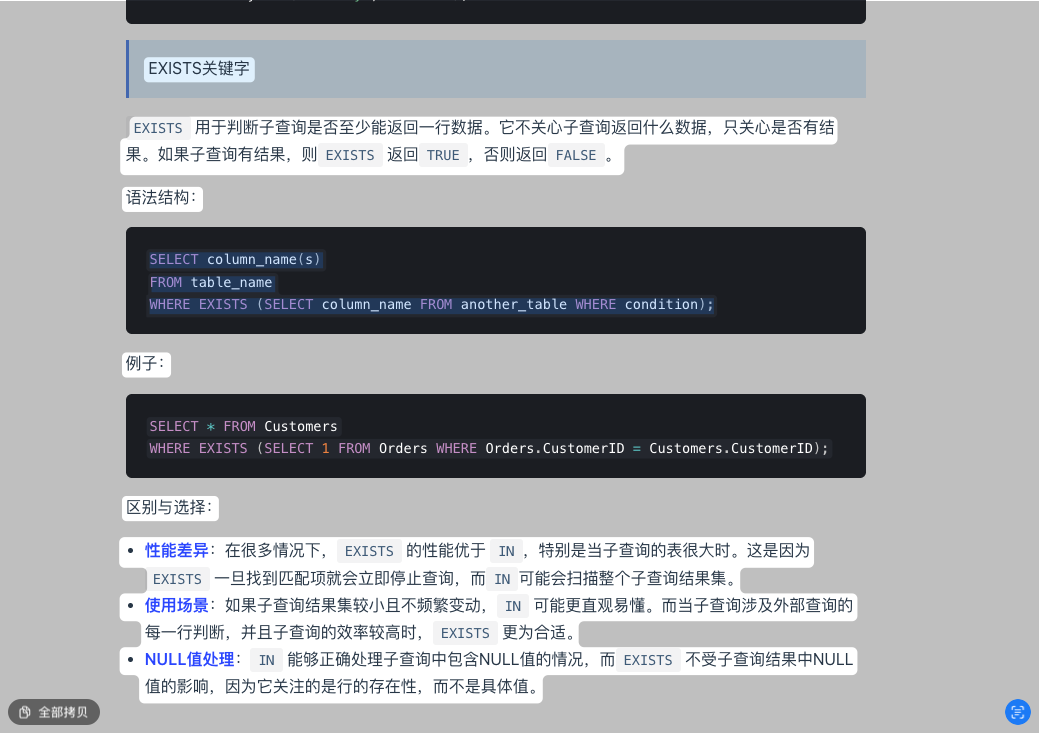 EXISTS关键字
EXISTS 用于判断子查询是否至少能返回一行数据。它不关心子查询返回什么数据，只关心是否有结
果。如果子查询有结果，则 EXISTS 返回 TRUE ，否则返回 FALSE 。
语法结构：
SELECT column_name(s)
FROM table_name
WHERE EXISTS (SELECT column_name FROM another_table WHERE condition);
例子：
SELECT * FROM Customers
WHERE EXISTS (SELECT 1 FROM Orders WHERE Orders.CustomerID = Customers.CustomerID);
区别与选择：
• 性能差异：在很多情况下， EXISTS 的性能优于 IN ，特别是当子查询的表很大时。这是因为
EXISTS 一旦找到匹配项就会立即停止查询，而 IN 可能会扫描整个子查询结果集。
• 使用场景：如果子查询结果集较小且不频繁变动， IN 可能更直观易懂。而当子查询涉及外部查询的
每一行判断，并且子查询的效率较高时， EXISTS 更为合适。
• NULL值处理： IN 能够正确处理子查询中包含NULL值的情况，而 EXISTS 不受子查询结果中NULL
值的影响，因为它关注的是行的存在性，而不是具体值。
全部拷贝